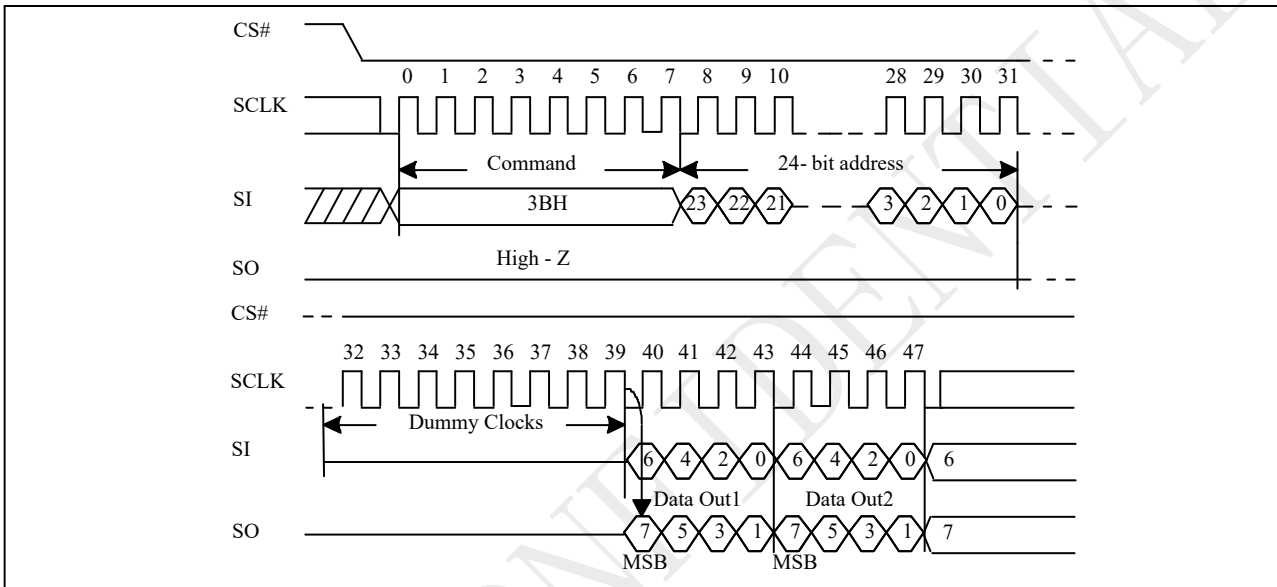 CS#
0 1 2 3 4 5 6 7 8 9 10 28 29 30 31
SCLK
Command 24- bit address
SI 3BH 23 22 21 3 2 1 0
High - Z
SO
CS#
32 33 34 35 36 37 38 39 40 41 42 43 44 45 46 47
SCLK
Dummy Clocks
SI 6 4 2 0 6 4 2 0 6
Data Out1 Data Out2
SO 7 5 3 1 7 5 3 1 7
MSB MSB